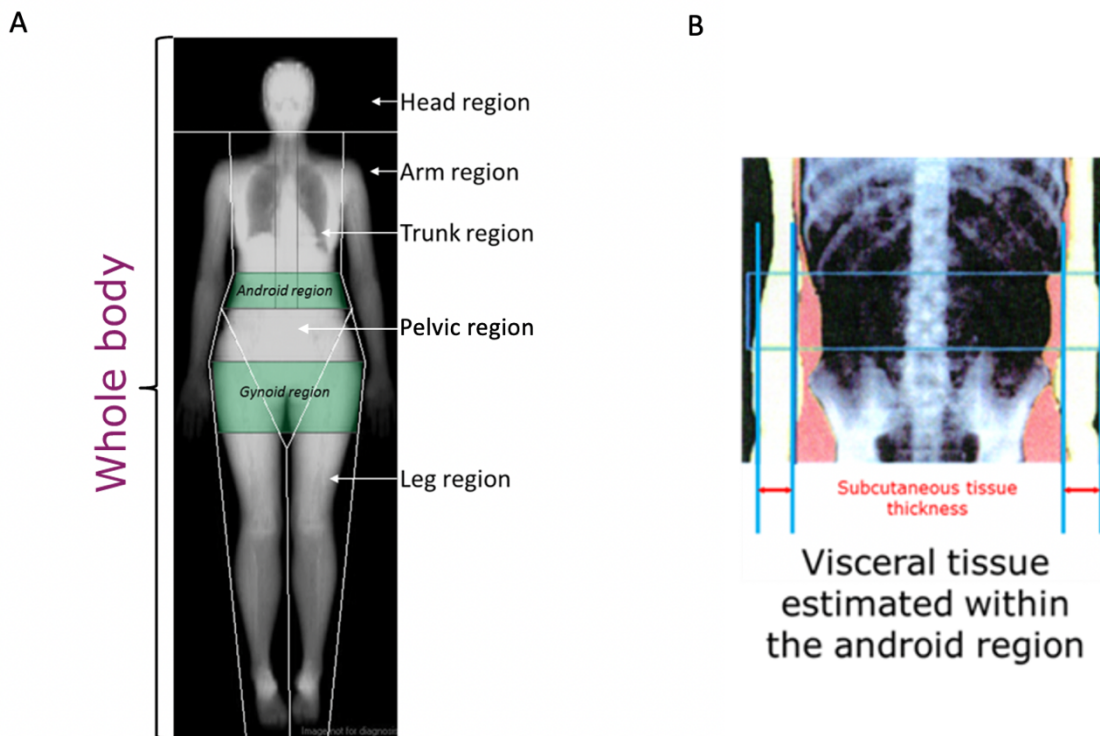 A
Whole body
Head region
Arm region
Trunk region
Android region
Pelvic region
Gynoid region
Leg region
Image not for diagnosis
B
Subcutaneous tissue
thickness
Visceral tissue
estimated within
the android region